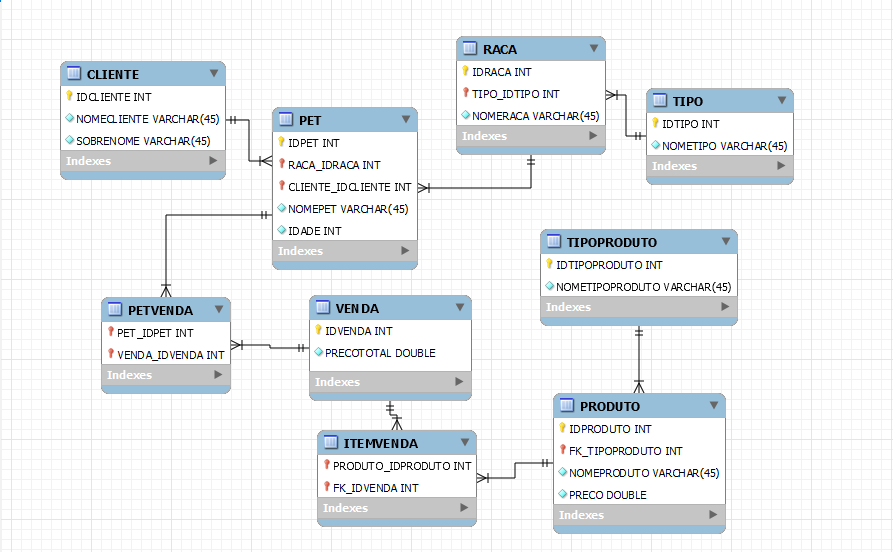 CLIENTE
IDCLIENTE INT
NOMECLIENTE VARCHAR(45)
SOBRENOME VARCHAR(45)
Indexes
PET
IDPET INT
RACA_IDRACA INT
CLIENTE_IDCLIENTE INT
NOMEPET VARCHAR(45)
IDADE INT
Indexes
RACA
IDRACA INT
TIPO_IDTIPO INT
NOMERACA VARCHAR(45)
Indexes
TIPO
IDTIPO INT
NOMETIPO VARCHAR(45)
Indexes
TIPOPRODUTO
IDTIPOPRODUTO INT
NOMETIPOPRODUTO VARCHAR(45)
Indexes
PETVENDA
PET_IDPET INT
VENDA_IDVENDA INT
Indexes
VENDA
IDVENDA INT
PRECOTOTAL DOUBLE
Indexes
ITEMVENDA
PRODUTO_IDPRODUTO INT
FK_IDVENDA INT
Indexes
PRODUTO
IDPRODUTO INT
FK_TIPOPRODUTO INT
NOMEPRODUTO VARCHAR(45)
PRECO DOUBLE
Indexes